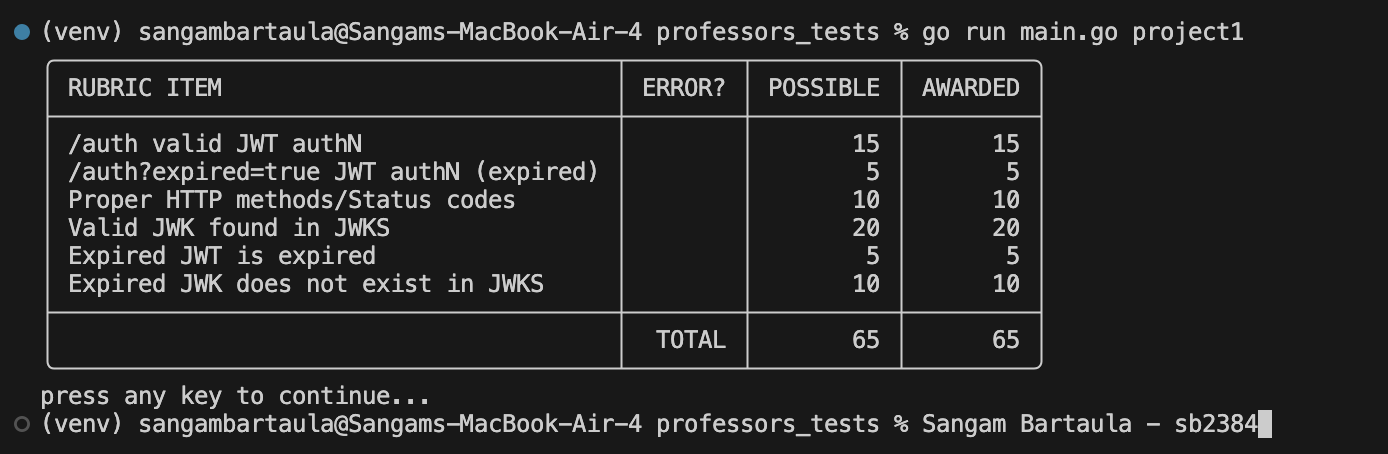 (venv) sangambartaula@Sangams-MacBook-Air-4 professors_tests % go run main.go project1
RUBRIC ITEM ERROR? POSSIBLE AWARDED
/auth valid JWT authN 15 15
/auth?expired=true JWT authN (expired) 5 5
Proper HTTP methods/Status codes 10 10
Valid JWK found in JWKS 20 20
Expired JWT is expired 5 5
Expired JWK does not exist in JWKS 10 10
TOTAL 65 65
press any key to continue...
(venv) sangambartaula@Sangams-MacBook-Air-4 professors_tests % Sangam Bartaula - sb2384